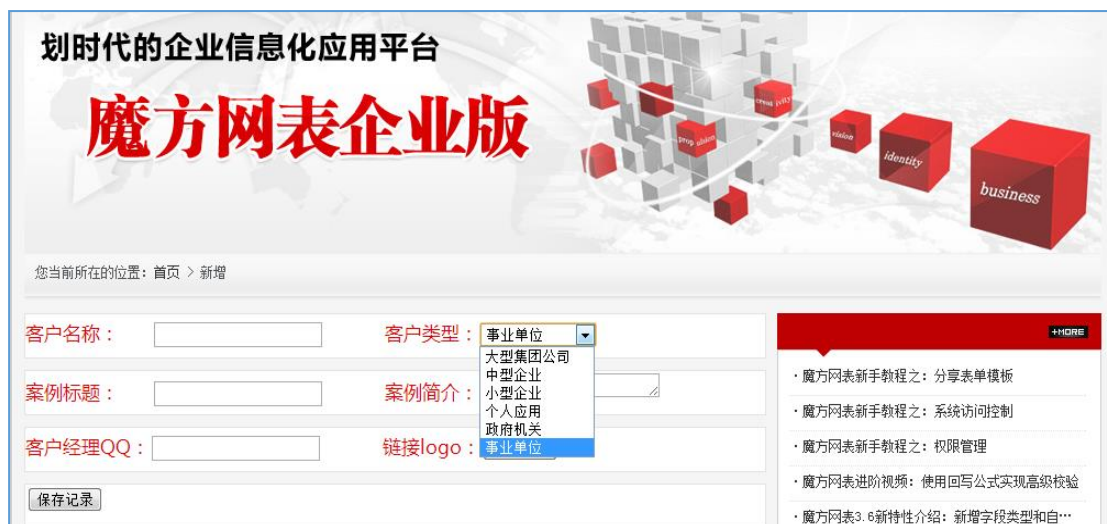 划时代的企业信息化应用平台
魔方网表企业版
creat ivity
prop ulsion
vision
identity
business
您当前所在的位置：首页 > 新增
客户名称：
客户类型：
事业单位
大型集团公司
中型企业
小型企业
个人应用
政府机关
事业单位
案例标题：
案例简介：
客户经理QQ：
链接logo：
保存记录
+MORE
·魔方网表新手教程之：分享表单模板
·魔方网表新手教程之：系统访问控制
·魔方网表新手教程之：权限管理
·魔方网表进阶视频：使用回写公式实现高级校验
·魔方网表3.6新特性介绍：新增字段类型和自…